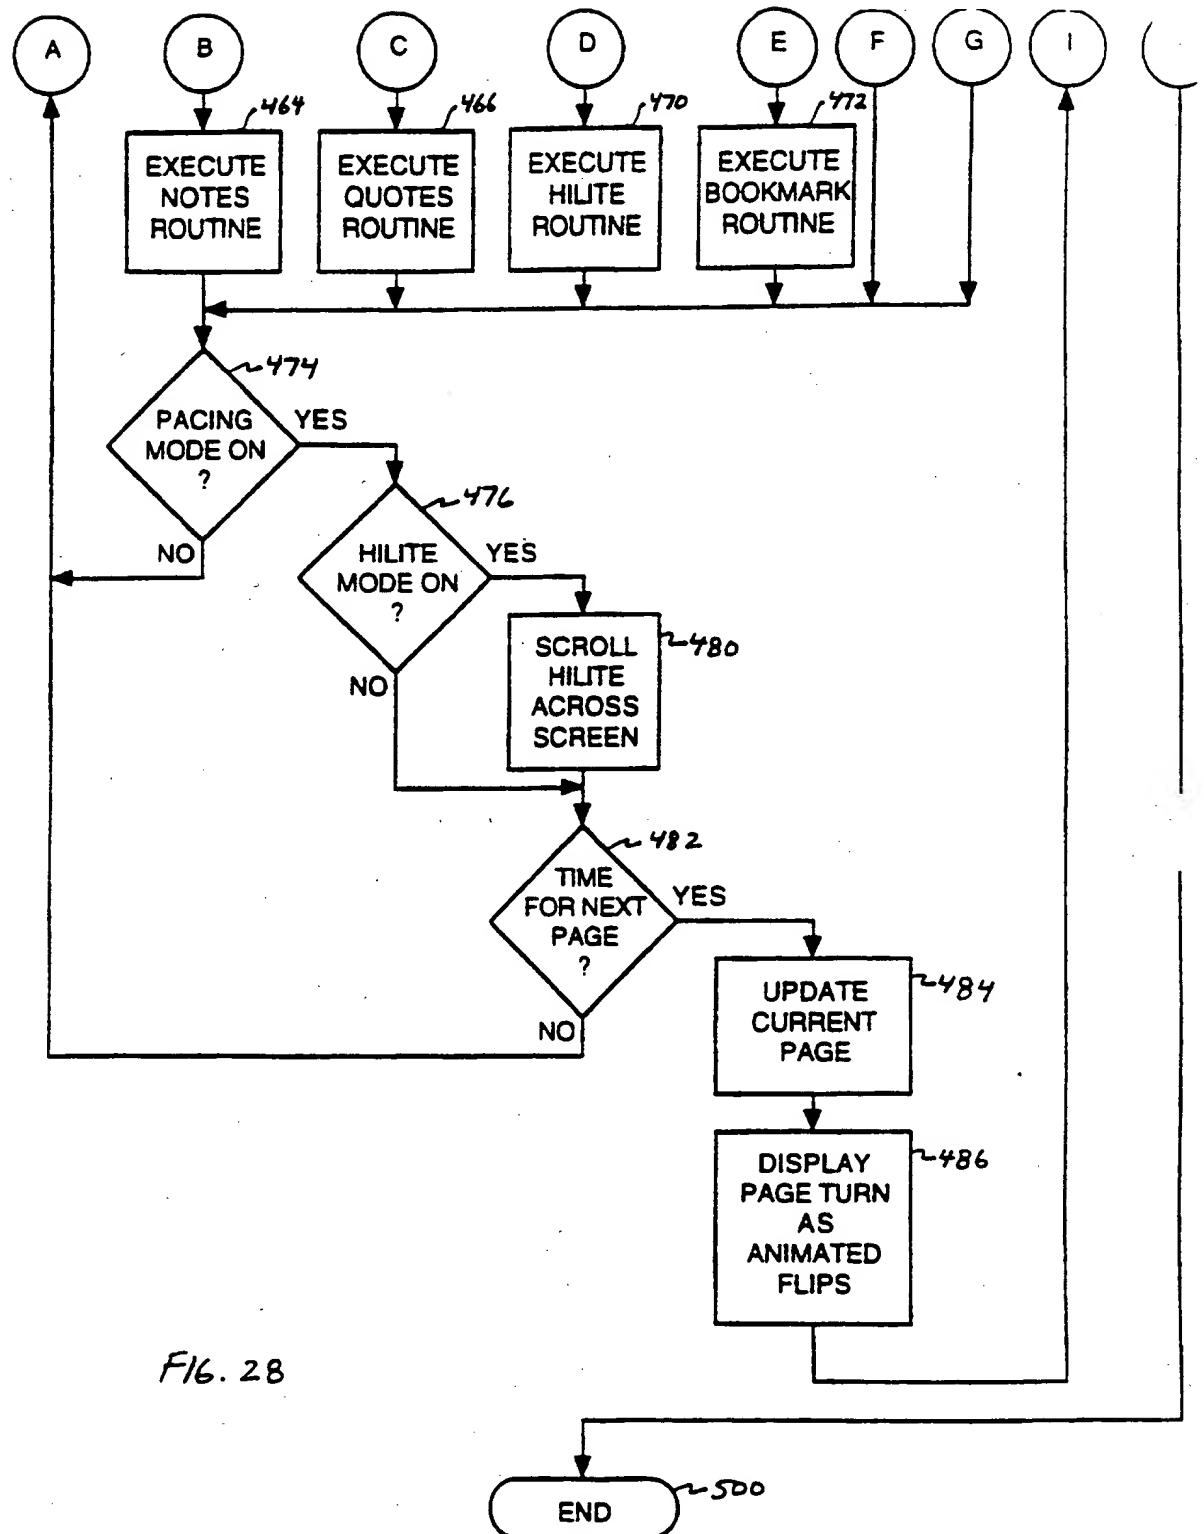 A B C D E F G I
464
466
470
472
EXECUTE
NOTES
ROUTINE
EXECUTE
QUOTES
ROUTINE
EXECUTE
HILITE
ROUTINE
EXECUTE
BOOKMARK
ROUTINE
474
PACING
MODE ON
?
YES
NO
476
HILITE
MODE ON
?
YES
NO
480
SCROLL
HILITE
ACROSS
SCREEN
482
TIME
FOR NEXT
PAGE
?
YES
NO
484
UPDATE
CURRENT
PAGE
486
DISPLAY
PAGE TURN
AS
ANIMATED
FLIPS
FIG. 28
500
END